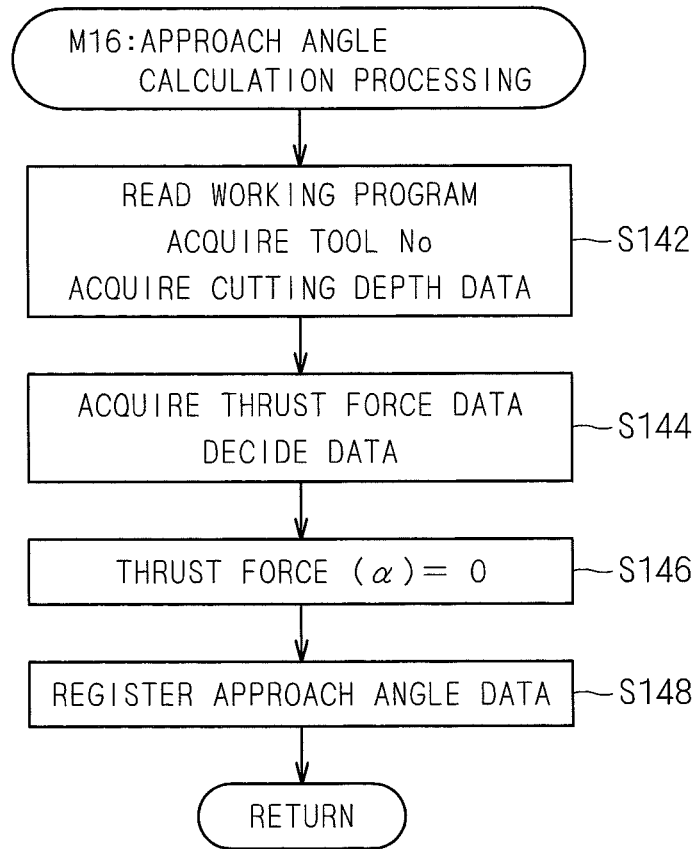 M16:APPROACH ANGLE
CALCULATION PROCESSING
READ WORKING PROGRAM
ACQUIRE TOOL No
ACQUIRE CUTTING DEPTH DATA
S142
ACQUIRE THRUST FORCE DATA
DECIDE DATA
S144
THRUST FORCE (α)= 0
S146
REGISTER APPROACH ANGLE DATA
S148
RETURN